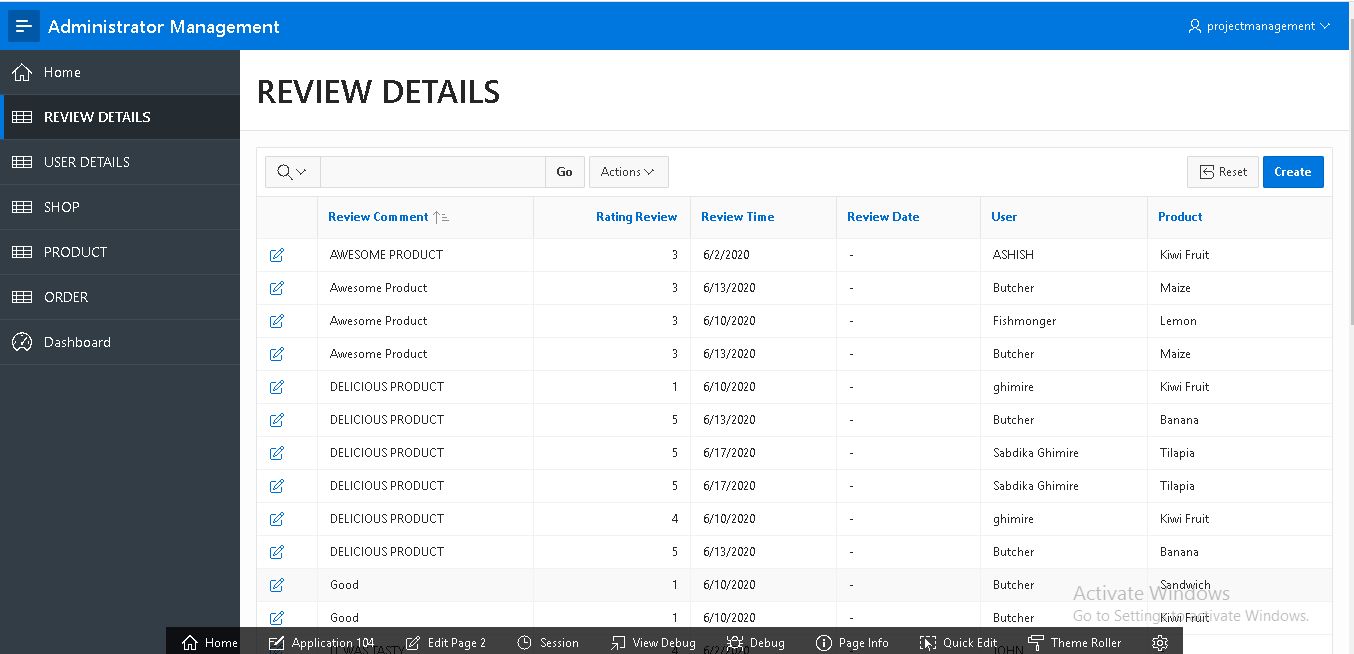 Administrator Management
projectmanagement
Home
REVIEW DETAILS
USER DETAILS
SHOP
PRODUCT
ORDER
Dashboard
REVIEW DETAILS
Go Actions Reset Create
Review Comment Rating Review Review Time Review Date User Product
AWESOME PRODUCT 3 6/2/2020 - ASHISH Kiwi Fruit
Awesome Product 3 6/13/2020 - Butcher Maize
Awesome Product 3 6/10/2020 - Fishmonger Lemon
Awesome Product 3 6/13/2020 - Butcher Maize
DELICIOUS PRODUCT 1 6/10/2020 - ghimire Kiwi Fruit
DELICIOUS PRODUCT 5 6/13/2020 - Butcher Banana
DELICIOUS PRODUCT 5 6/17/2020 - Sabdika Ghimire Tilapia
DELICIOUS PRODUCT 5 6/17/2020 - Sabdika Ghimire Tilapia
DELICIOUS PRODUCT 4 6/10/2020 - ghimire Kiwi Fruit
DELICIOUS PRODUCT 5 6/13/2020 - Butcher Banana
Good 1 6/10/2020 - Butcher Sandwich
Good 1 6/10/2020 - Butcher Kiwi Fruit
Activate Windows
Go to Settings to activate Windows.
Home Application 104 Edit Page 2 Session View Debug Debug Page Info Quick Edit Theme Roller